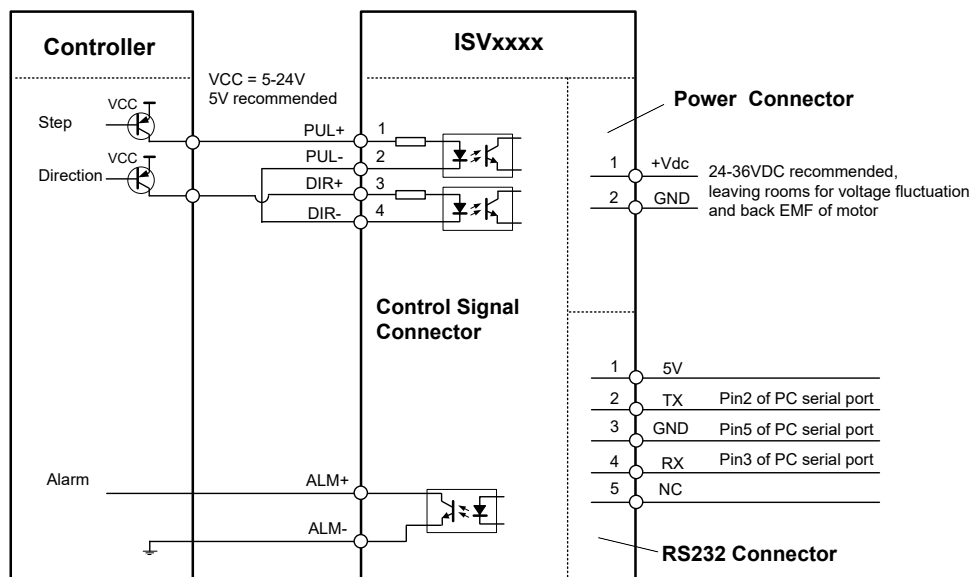 Controller
ISVxxxx
VCC = 5-24V
5V recommended
VCC
Step
PUL+
1
PUL-
2
VCC
Direction
DIR+
3
DIR-
4
Power Connector
1
+Vdc
2
GND
24-36VDC recommended,
leaving rooms for voltage fluctuation
and back EMF of motor
Control Signal
Connector
1
5V
2
TX
Pin2 of PC serial port
3
GND
Pin5 of PC serial port
4
RX
Pin3 of PC serial port
5
NC
Alarm
ALM+
ALM-
RS232 Connector